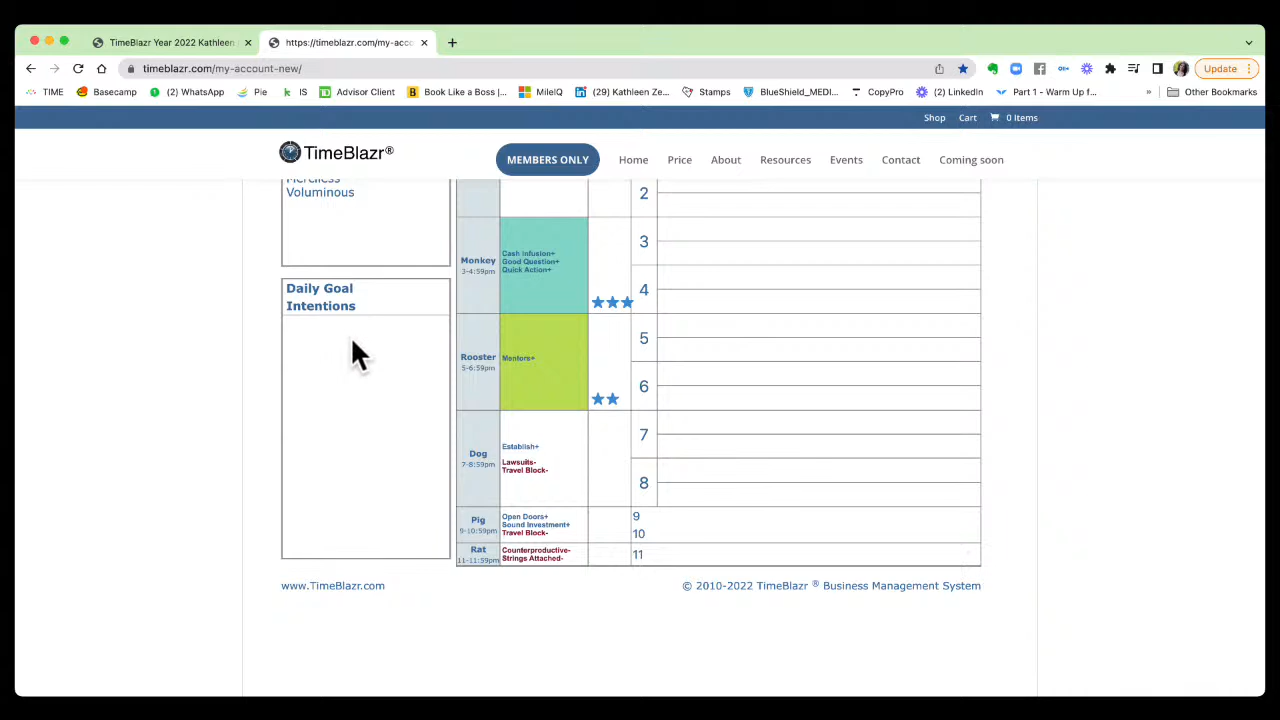 TimeBlazr Year 2022 Kathleen
https://timeblazr.com/my-acco
timeblazr.com/my-account-new/
Update
TIME
Basecamp
(2) WhatsApp
Pie
IS
Advisor Client
Book Like a Boss |...
MileIQ
(29) Kathleen Ze...
Stamps
BlueShield_MEDI...
CopyPro
(2) LinkedIn
Part 1 - Warm Up f...
»
Other Bookmarks
Shop
Cart
0 Items
TimeBlazr®
MEMBERS ONLY
Home
Price
About
Resources
Events
Contact
Coming soon
Merciless
Voluminous
Daily Goal
Intentions
2
Monkey
3-4:59pm
Cash Infusion+
Good Question+
Quick Action+
3
4
Rooster
5-6:59pm
Mentors+
5
6
Dog
7-8:59pm
Establish+
Lawsuits-
Travel Block-
7
8
Pig
9-10:59pm
Open Doors+
Sound Investment+
Travel Block-
9
10
Rat
11-11:59pm
Counterproductive-
Strings Attached-
11
www.TimeBlazr.com
© 2010-2022 TimeBlazr ® Business Management System